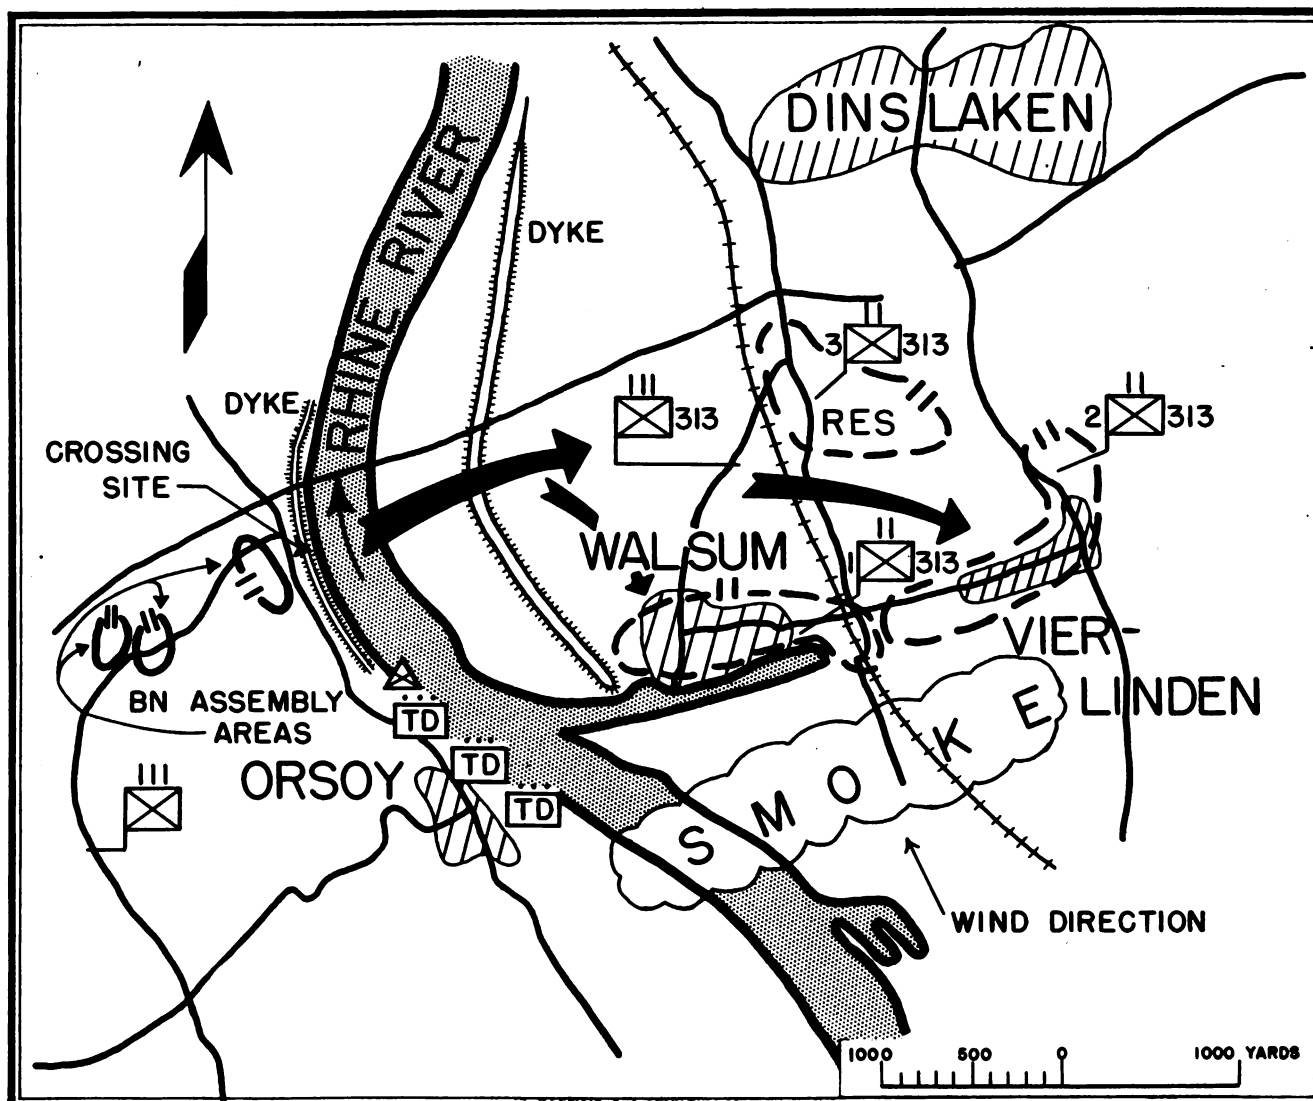 DINSLAKEN
RHINE RIVER
DYKE
3 313
313
RES
2 313
DYKE
CROSSING
SITE
WALSUM
1 313
VIER-
LINDEN
BN ASSEMBLY
AREAS
TD
TD
TD
ORSOY
SMOKE
WIND DIRECTION
1000 500 0 1000 YARDS